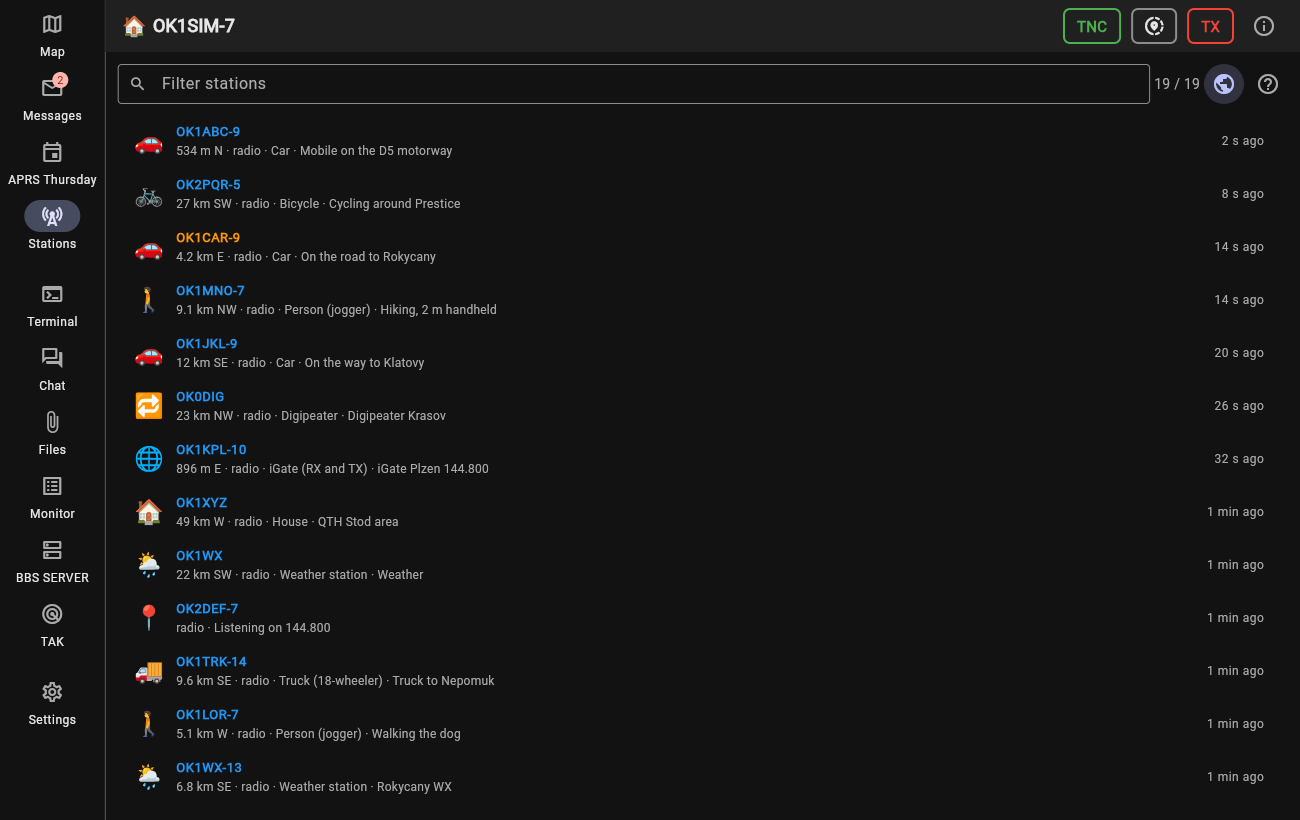 OK1SIM-7
TNC
TX
Map
2
Messages
APRS Thursday
Stations
Terminal
Chat
Files
Monitor
BBS SERVER
TAK
Settings
Filter stations
19 / 19
OK1ABC-9
534 m N · radio · Car · Mobile on the D5 motorway
2 s ago
OK2PQR-5
27 km SW · radio · Bicycle · Cycling around Prestice
8 s ago
OK1CAR-9
4.2 km E · radio · Car · On the road to Rokycany
14 s ago
OK1MNO-7
9.1 km NW · radio · Person (jogger) · Hiking, 2 m handheld
14 s ago
OK1JKL-9
12 km SE · radio · Car · On the way to Klatovy
20 s ago
OK0DIG
23 km NW · radio · Digipeater · Digipeater Krasov
26 s ago
OK1KPL-10
896 m E · radio · iGate (RX and TX) · iGate Plzen 144.800
32 s ago
OK1XYZ
49 km W · radio · House · QTH Stod area
1 min ago
OK1WX
22 km SW · radio · Weather station · Weather
1 min ago
OK2DEF-7
radio · Listening on 144.800
1 min ago
OK1TRK-14
9.6 km SE · radio · Truck (18-wheeler) · Truck to Nepomuk
1 min ago
OK1LOR-7
5.1 km W · radio · Person (jogger) · Walking the dog
1 min ago
OK1WX-13
6.8 km SE · radio · Weather station · Rokycany WX
1 min ago